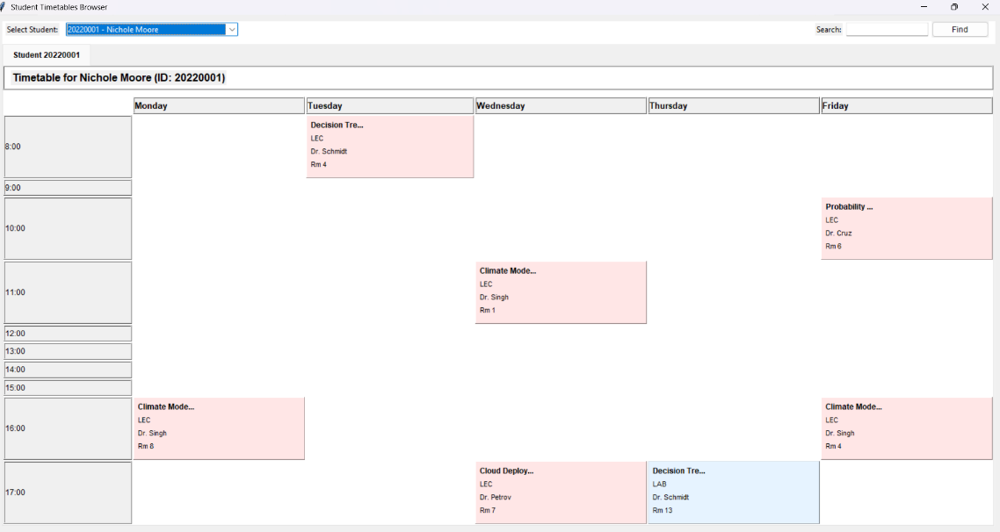 Student Timetables Browser
Select Student: 20220001 - Nichole Moore Search: Find
Student 20220001
Timetable for Nichole Moore (ID: 20220001)
Monday Tuesday Wednesday Thursday Friday
8:00
Decision Tre...
LEC
Dr. Schmidt
Rm 4
9:00
10:00
Probability ...
LEC
Dr. Cruz
Rm 6
11:00
Climate Mode...
LEC
Dr. Singh
Rm 1
12:00
13:00
14:00
15:00
16:00
Climate Mode...
LEC
Dr. Singh
Rm 8
Climate Mode...
LEC
Dr. Singh
Rm 4
17:00
Cloud Deploy...
LEC
Dr. Petrov
Rm 7
Decision Tre...
LAB
Dr. Schmidt
Rm 13